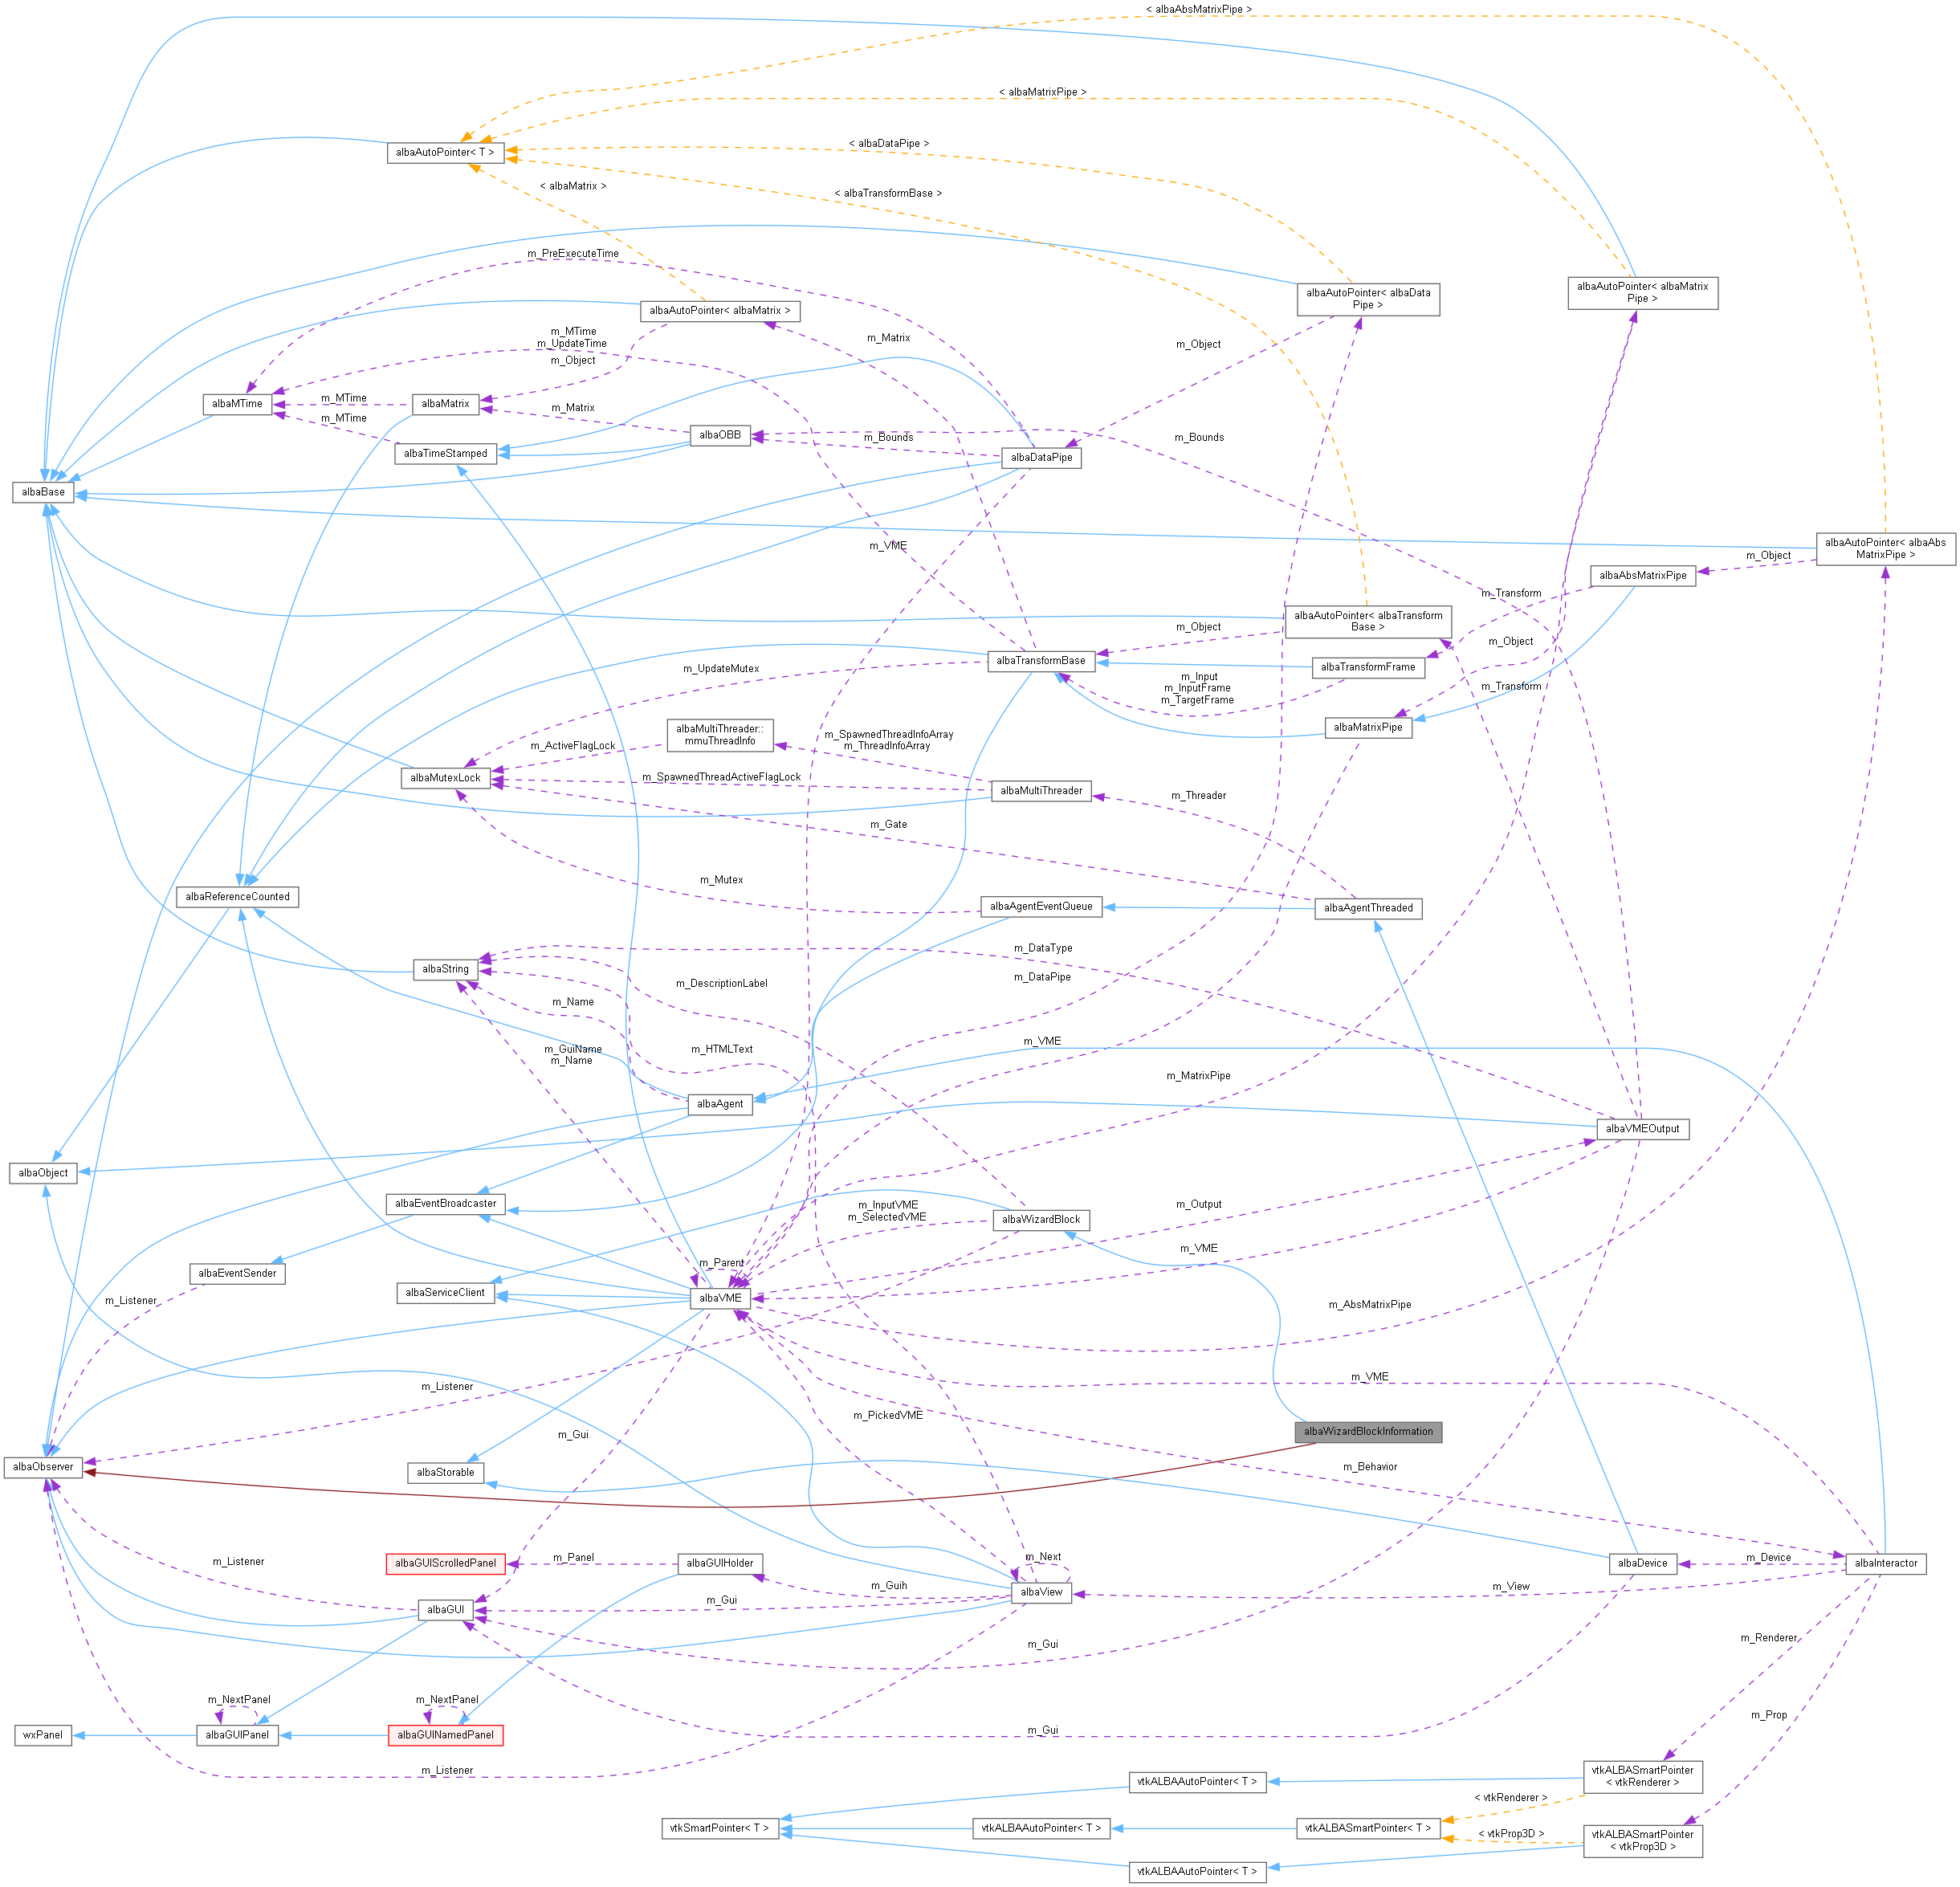 < albaAbsMatrixPipe >
< albaMatrixPipe >
< albaDataPipe >
albaAutoPointer< T >
< albaMatrix >
< albaTransformBase >
m_PreExecuteTime
albaAutoPointer< albaData
Pipe >
albaAutoPointer< albaMatrix
Pipe >
albaAutoPointer< albaMatrix >
m_MTime
m_UpdateTime
m_Object
m_Matrix
m_Object
albaMTime
m_MTime
albaMatrix
m_Matrix
m_MTime
albaTimeStamped
albaOBB
m_Bounds
m_Bounds
albaDataPipe
albaBase
m_VME
albaAutoPointer< albaAbs
MatrixPipe >
m_Object
albaAbsMatrixPipe
m_Transform
albaAutoPointer< albaTransform
Base >
m_Object
m_Object
albaTransformBase
albaTransformFrame
m_UpdateMutex
m_Input
m_InputFrame
m_TargetFrame
m_Transform
albaMatrixPipe
albaMultiThreader::
mmuThreadInfo
m_SpawnedThreadInfoArray
m_ThreadInfoArray
m_ActiveFlagLock
albaMutexLock
m_SpawnedThreadActiveFlagLock
albaMultiThreader
m_Threader
m_Gate
albaReferenceCounted
m_Mutex
albaAgentEventQueue
albaAgentThreaded
m_DataType
albaString
m_DescriptionLabel
m_DataPipe
m_Name
m_GuiName
m_Name
m_HTMLText
m_VME
m_MatrixPipe
albaAgent
albaVMEOutput
albaObject
albaEventBroadcaster
m_InputVME
m_SelectedVME
albaWizardBlock
m_Output
m_VME
albaEventSender
m_Parent
m_Listener
albaServiceClient
albaVME
m_AbsMatrixPipe
m_Listener
m_VME
m_PickedVME
albaWizardBlockInformation
m_Gui
albaObserver
albaStorable
m_Behavior
m_Listener
albaGUIScrolledPanel
m_Panel
albaGUIHolder
m_Next
m_Guih
albaView
m_View
m_Device
albaDevice
albaInteractor
albaGUI
m_Gui
m_Gui
m_Renderer
m_NextPanel
m_NextPanel
m_Prop
wxPanel
albaGUIPanel
albaGUINamedPanel
m_Gui
m_Listener
vtkALBAAutoPointer< T >
vtkALBASmartPointer
< vtkRenderer >
< vtkRenderer >
vtkSmartPointer< T >
vtkALBAAutoPointer< T >
vtkALBASmartPointer< T >
< vtkProp3D >
vtkALBASmartPointer
< vtkProp3D >
vtkALBAAutoPointer< T >